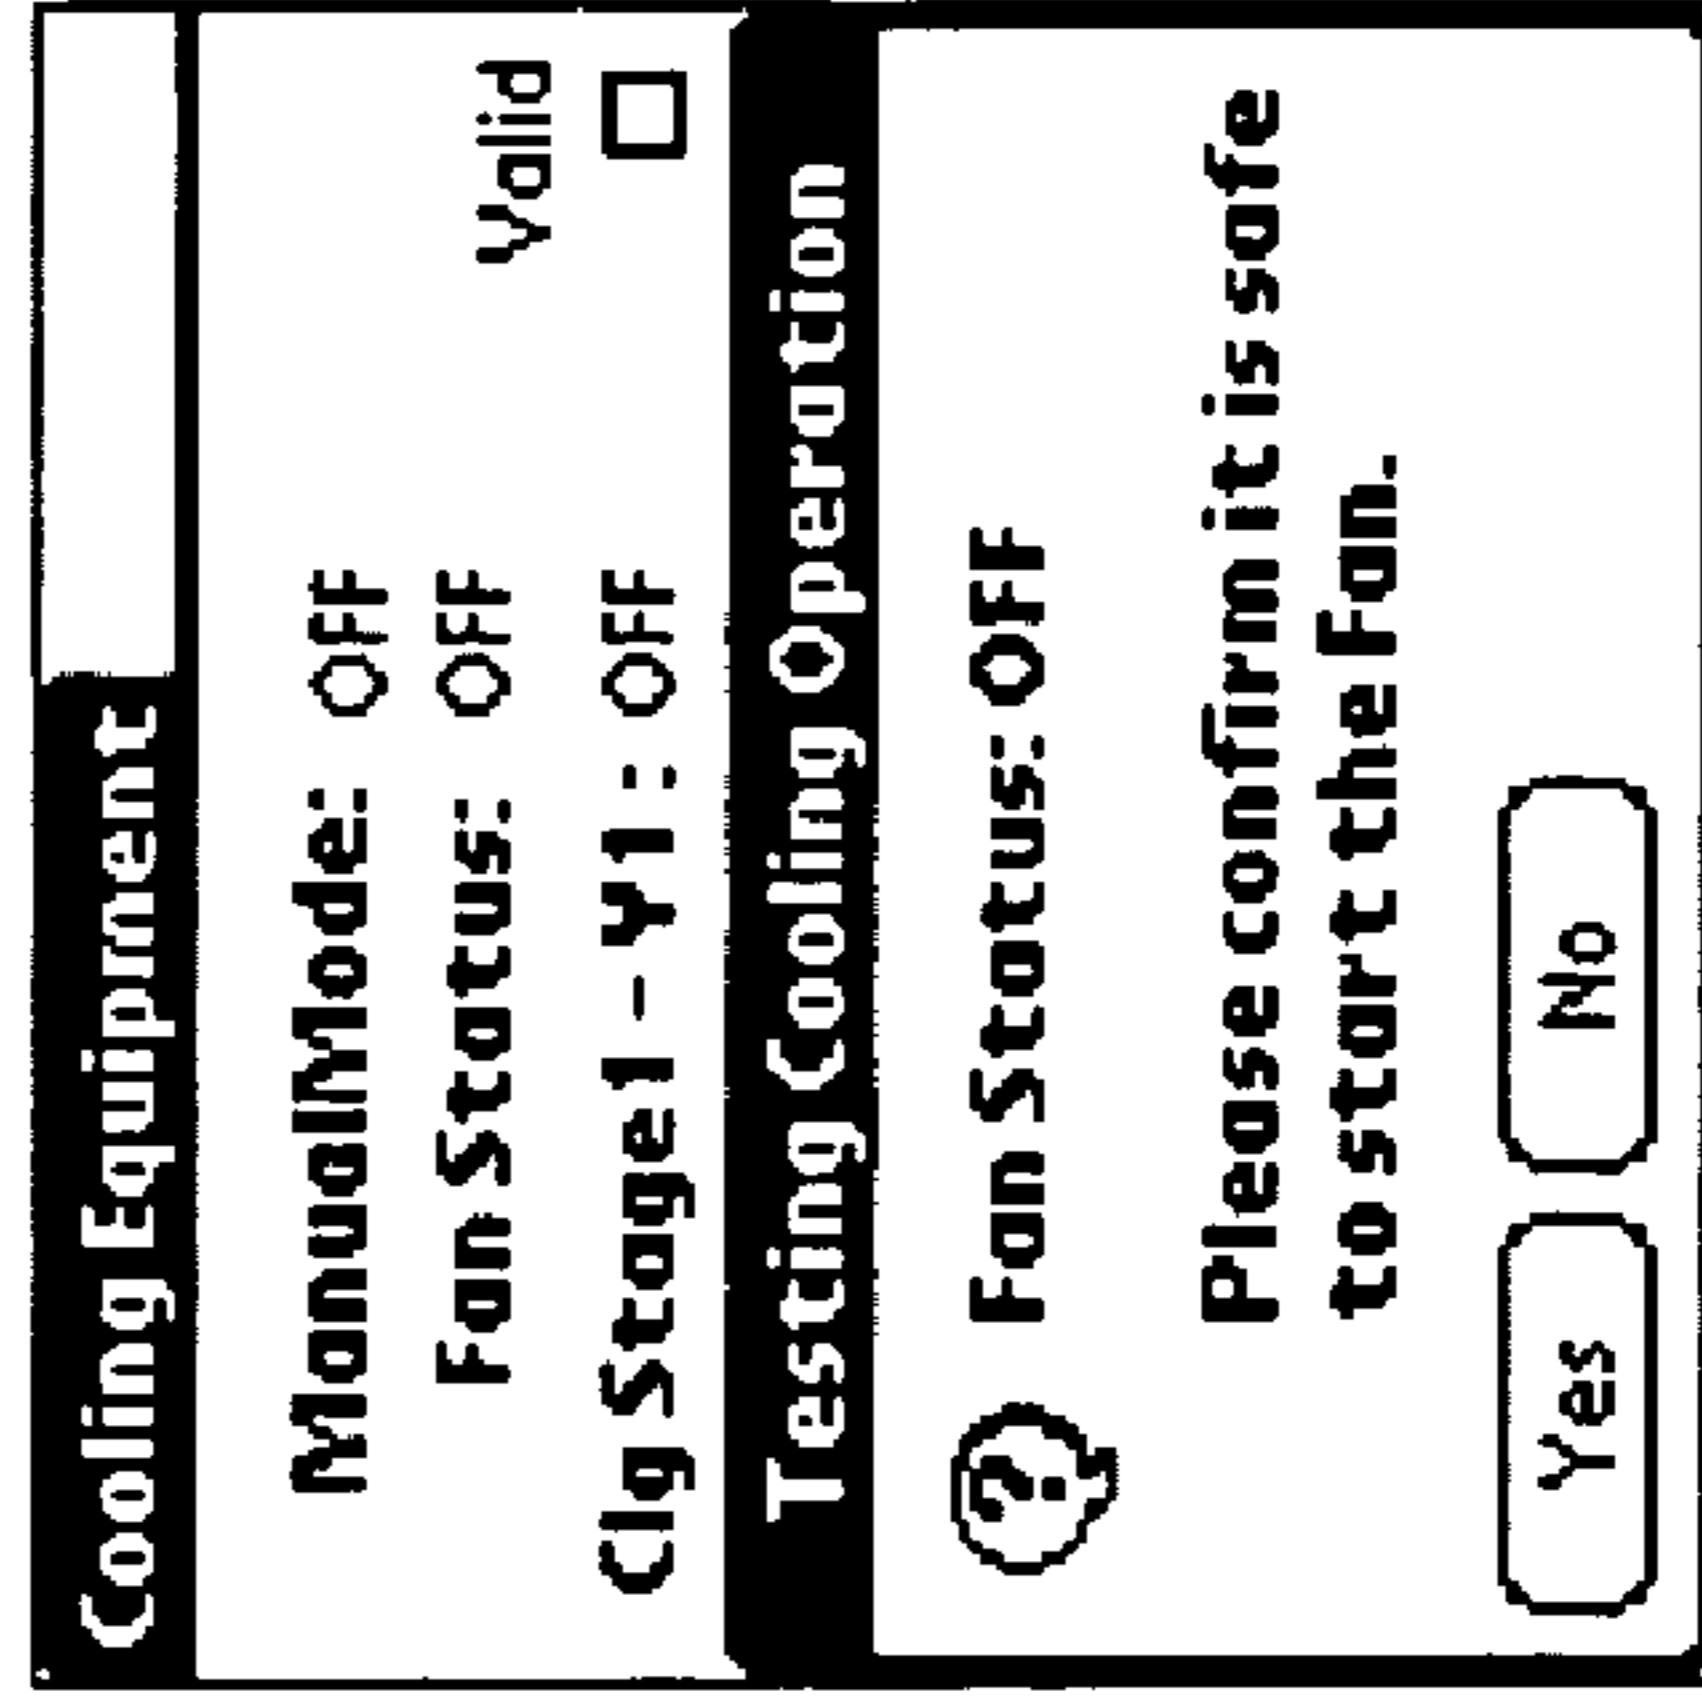 Cooling Equipment
ManualMode: OFF
Fan Status: OFF
Valid
Clg Stage1 - Y1 : OFF
Testing Cooling Operation
? Fan Status: OFF
Please confirm it is safe
to start the Fan.
Yes No